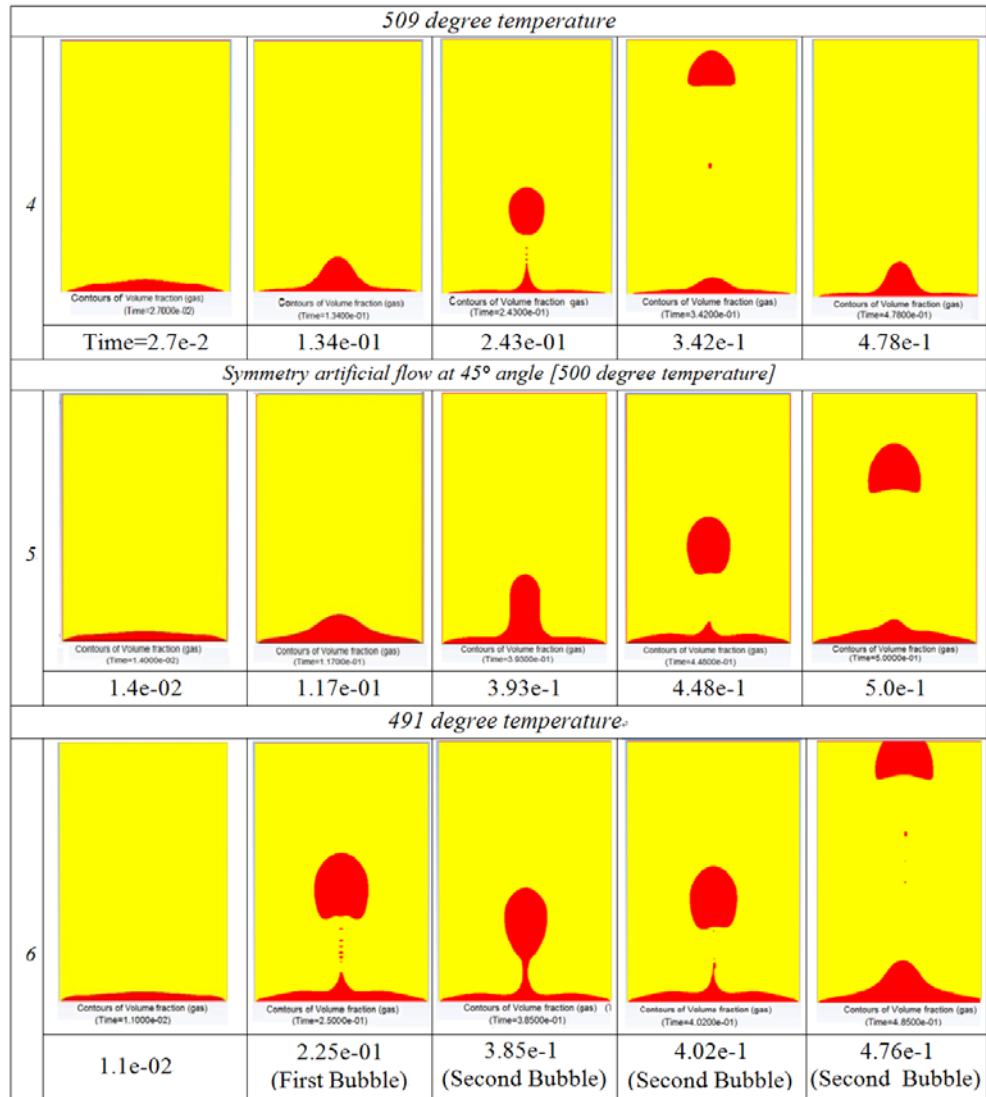 509 degree temperature
4
Contours of Volume fraction (gas)
(Time=2.7000e-02)
Contours of Volume fraction (gas)
(Time=1.3400e-01)
Contours of Volume fraction gas)
(Time=2.4300e-01)
Contours of Volume fraction (gas)
(Time=3.4200e-01)
Contours of Volume fraction (gas)
(Time=4.7800e-01)
Time=2.7e-2
1.34e-01
2.43e-01
3.42e-1
4.78e-1
Symmetry artificial flow at 45° angle [500 degree temperature]
5
Contours of Volume fraction (gas)
(Time=1.4000e-02)
Contours of Volume fraction (gas)
(Time=1.1700e-01)
Contours of Volume fraction (gas)
(Time=3.9300e-01)
Contours of Volume fraction (gas)
(Time=4.4800e-01)
Contours of Volume fraction (gas)
(Time=5.0000e-01)
1.4e-02
1.17e-01
3.93e-1
4.48e-1
5.0e-1
491 degree temperature
6
Contours of Volume fraction (gas)
(Time=1.1000e-02)
Contours of Volume fraction (gas)
(Time=2.5000e-01)
Contours of Volume fraction (gas) (1
(Time=3.8500e-01)
Contours of Volume fraction (gas)
(Time=4.0200e-01)
Contours of Volume fraction (gas)
(Time=4.8500e-01)
1.1e-02
2.25e-01
(First Bubble)
3.85e-1
(Second Bubble)
4.02e-1
(Second Bubble)
4.76e-1
(Second Bubble)